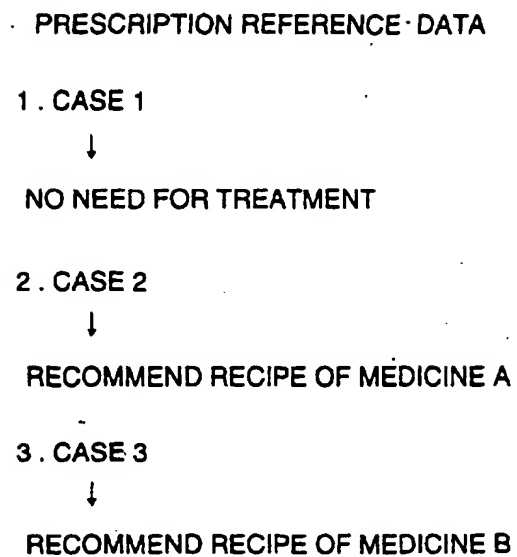 PRESCRIPTION REFERENCE DATA
1 . CASE 1
↓
NO NEED FOR TREATMENT
2 . CASE 2
↓
RECOMMEND RECIPE OF MEDICINE A
3 . CASE 3
↓
RECOMMEND RECIPE OF MEDICINE B